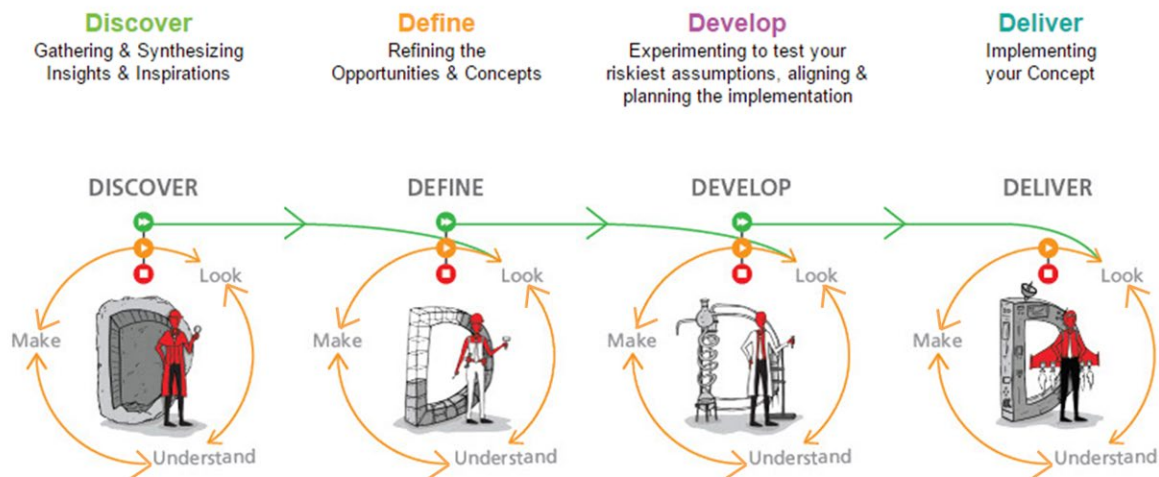 Discover
Gathering & Synthesizing
Insights & Inspirations
Define
Refining the
Opportunities & Concepts
Develop
Experimenting to test your
riskiest assumptions, aligning &
planning the implementation
Deliver
Implementing
your Concept
DISCOVER
Look
Make
Understand
DEFINE
Look
Make
Understand
DEVELOP
Look
Make
Understand
DELIVER
Look
Make
Understand